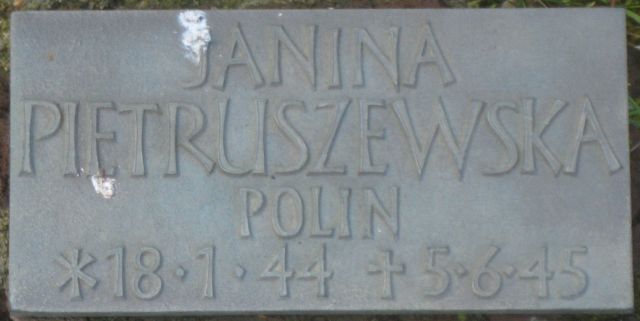 JANINA
PIETRUSZEWSKA
POLIN
* 18·1·44 † 5·6·45